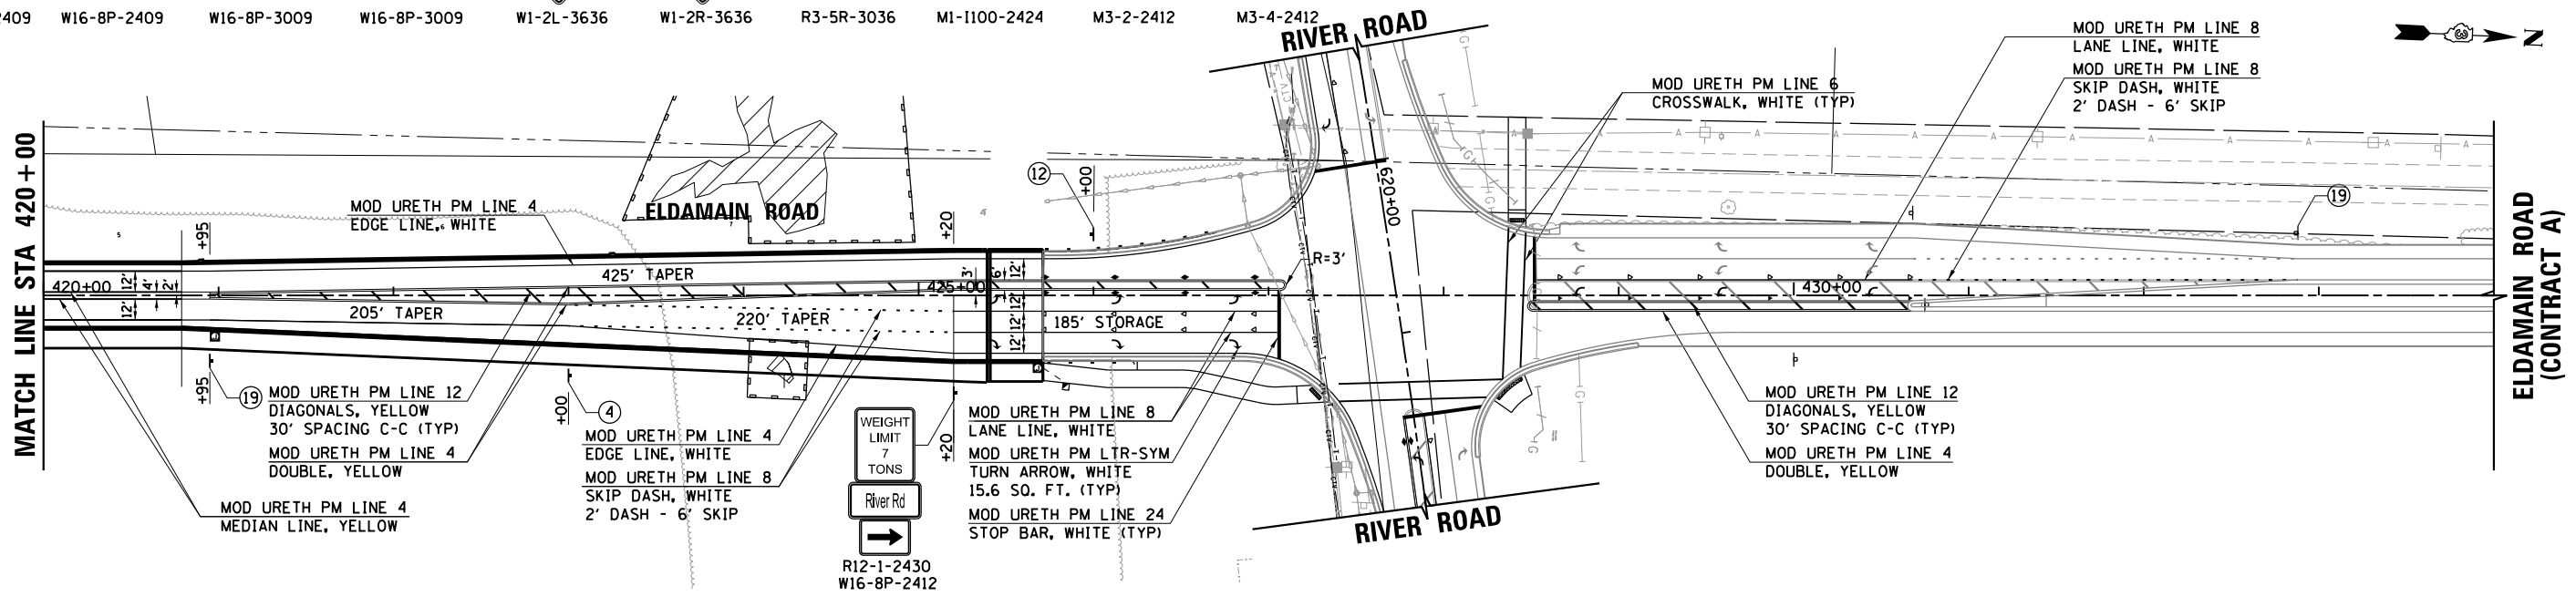 2409 W16-8P-2409 W16-8P-3009 W16-8P-3009 W1-2L-3636 W1-2R-3636 R3-5R-3036 M1-I100-2424 M3-2-2412 M3-4-2412
RIVER ROAD
MOD URETH PM LINE 8
LANE LINE, WHITE
MOD URETH PM LINE 8
SKIP DASH, WHITE
2' DASH - 6' SKIP
N
3
MOD URETH PM LINE 6
CROSSWALK, WHITE (TYP)
MATCH LINE STA 420+00
MOD URETH PM LINE 4
EDGE LINE, WHITE
ELDAMAIN ROAD
12
+00
620+00
19
ELDAMAIN ROAD
(CONTRACT A)
+95
+20
R=3'
425' TAPER
420+00
12'
4'
2'
12'
425+00
3'
6'
12'
12'
12'
12'
430+00
205' TAPER
220' TAPER
185' STORAGE
+95
19
MOD URETH PM LINE 12
DIAGONALS, YELLOW
30' SPACING C-C (TYP)
MOD URETH PM LINE 4
DOUBLE, YELLOW
MOD URETH PM LINE 4
MEDIAN LINE, YELLOW
+00
4
MOD URETH PM LINE 4
EDGE LINE, WHITE
MOD URETH PM LINE 8
SKIP DASH, WHITE
2' DASH - 6' SKIP
WEIGHT
LIMIT
7
TONS
River Rd
R12-1-2430
W16-8P-2412
+20
MOD URETH PM LINE 8
LANE LINE, WHITE
MOD URETH PM LTR-SYM
TURN ARROW, WHITE
15.6 SQ. FT. (TYP)
MOD URETH PM LINE 24
STOP BAR, WHITE (TYP)
RIVER ROAD
MOD URETH PM LINE 12
DIAGONALS, YELLOW
30' SPACING C-C (TYP)
MOD URETH PM LINE 4
DOUBLE, YELLOW